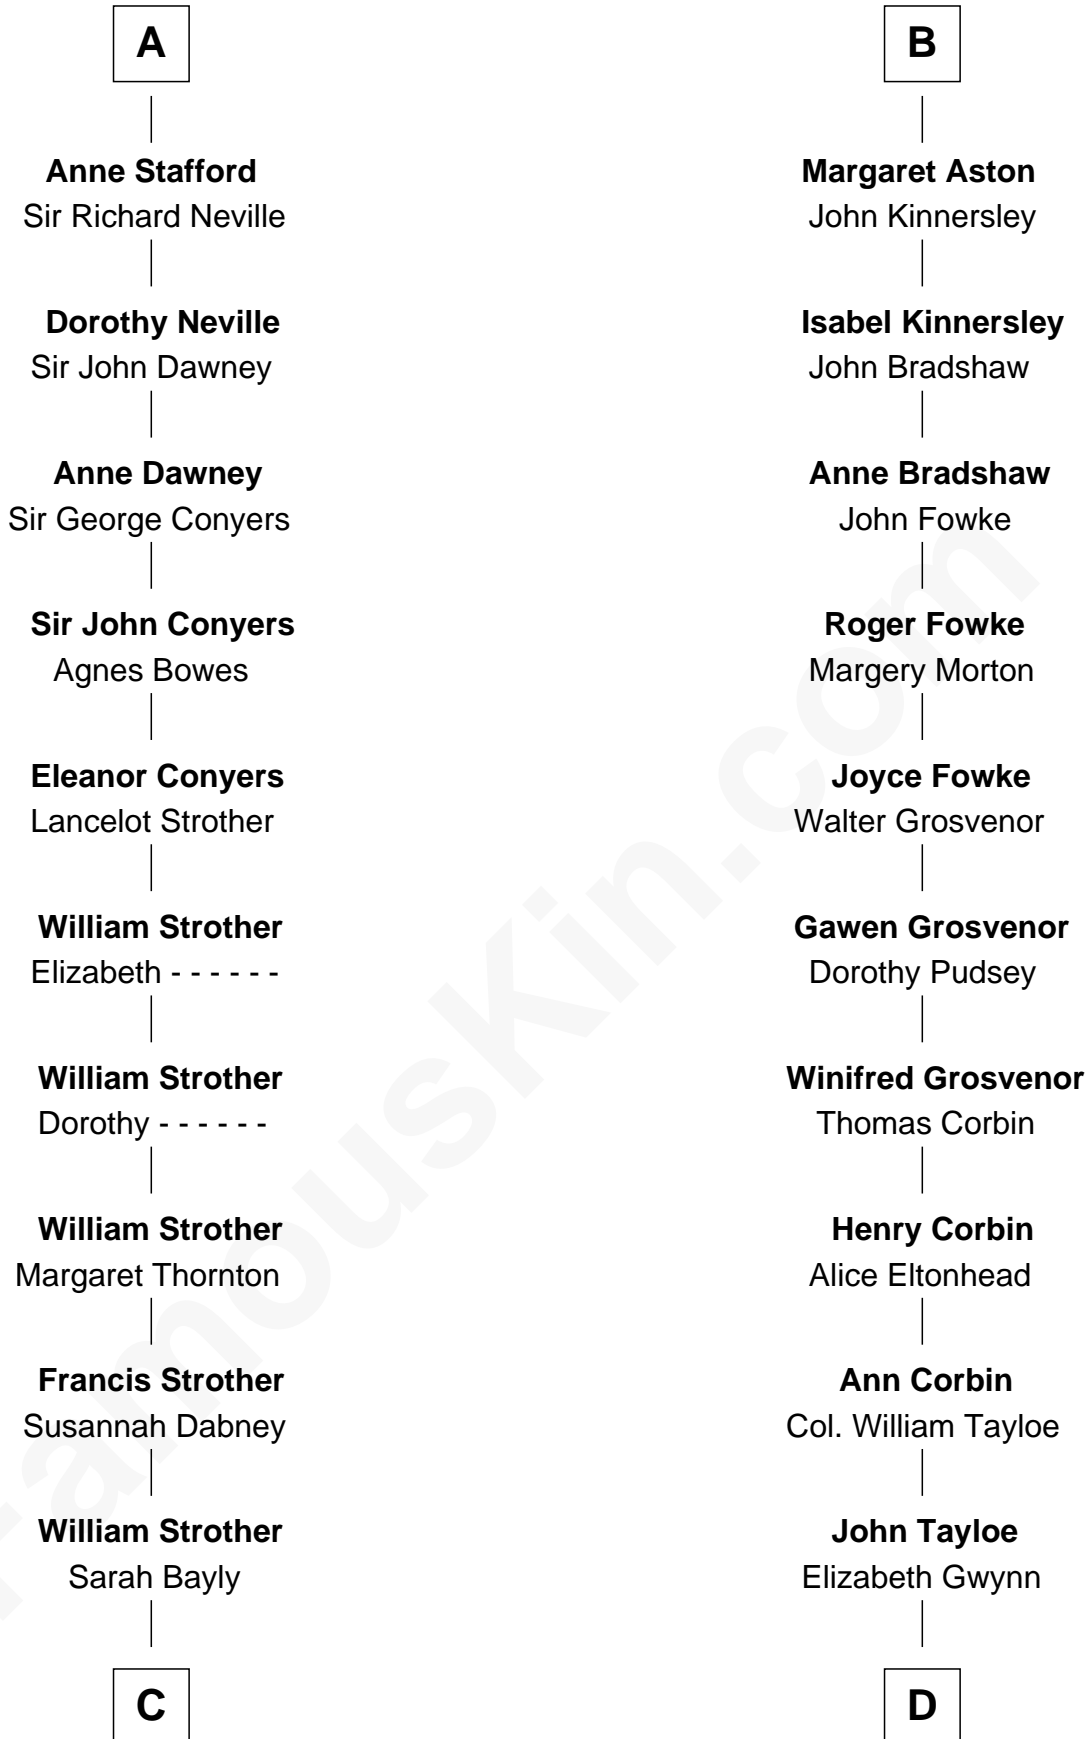 A
Anne Stafford
Sir Richard Neville
Dorothy Neville
Sir John Dawney
Anne Dawney
Sir George Conyers
Sir John Conyers
Agnes Bowes
Eleanor Conyers
Lancelot Strother
William Strother
Elizabeth - - - - - -
William Strother
Dorothy - - - - - -
William Strother
Margaret Thornton
Francis Strother
Susannah Dabney
William Strother
Sarah Bayly
C
B
Margaret Aston
John Kinnersley
Isabel Kinnersley
John Bradshaw
Anne Bradshaw
John Fowke
Roger Fowke
Margery Morton
Joyce Fowke
Walter Grosvenor
Gawen Grosvenor
Dorothy Pudsey
Winifred Grosvenor
Thomas Corbin
Henry Corbin
Alice Eltonhead
Ann Corbin
Col. William Tayloe
John Tayloe
Elizabeth Gwynn
D
FamousKin.com